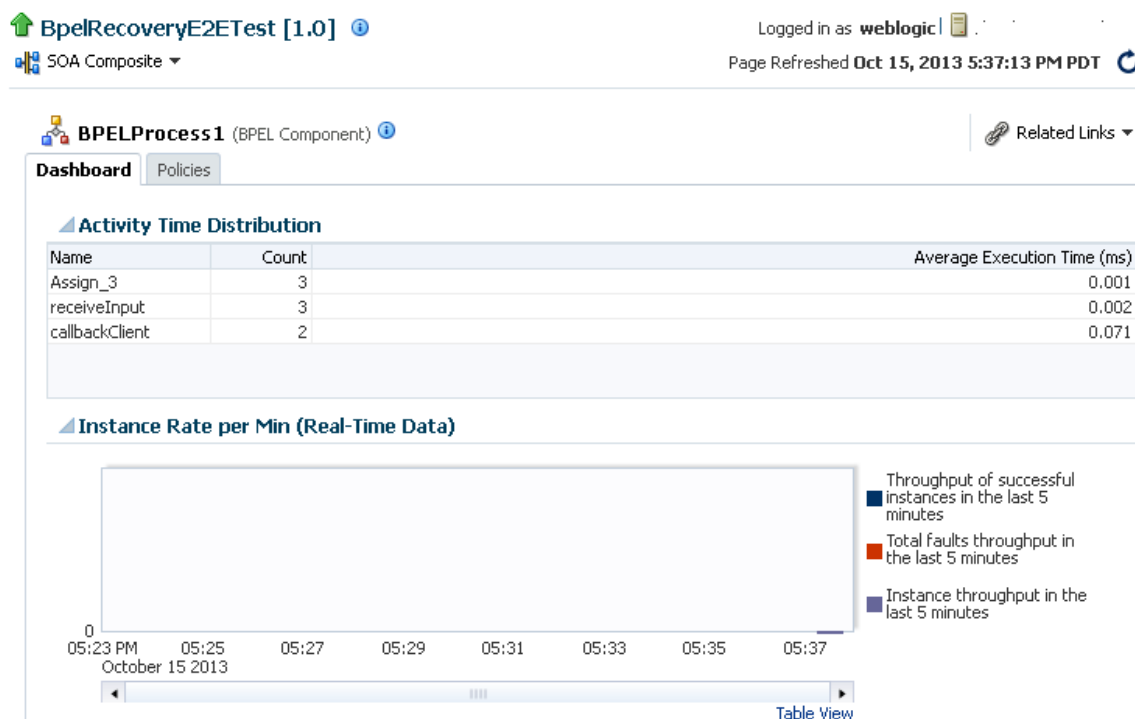 BpelRecoveryE2ETest [1.0]
Logged in as weblogic
SOA Composite
Page Refreshed Oct 15, 2013 5:37:13 PM PDT
BPELProcess1 (BPEL Component)
Related Links
Dashboard Policies
Activity Time Distribution
Name Count Average Execution Time (ms)
Assign_3 3 0.001
receiveInput 3 0.002
callbackClient 2 0.071
Instance Rate per Min (Real-Time Data)
Throughput of successful
instances in the last 5
minutes
Total faults throughput in
the last 5 minutes
Instance throughput in the
last 5 minutes
0
05:23 PM 05:25 05:27 05:29 05:31 05:33 05:35 05:37
October 15 2013
Table View